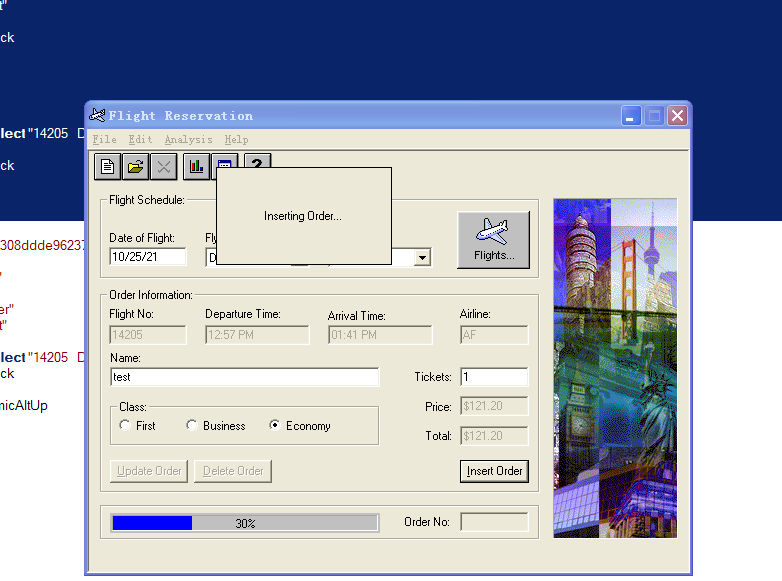 t"
ck
lect "14205 D
ck
Flight Reservation
File Edit Analysis Help
Flight Schedule:
Inserting Order...
Date of Flight:
Fly
10/25/21
D
Flights...
308ddde96237
"
er"
t"
lect "14205 D
ck
micAltUp
Order Information:
Flight No:
Departure Time:
Arrival Time:
Airline:
14205
12:57 PM
01:41 PM
AF
Name:
test
Tickets:
1
Class:
First
Business
Economy
Price:
$121.20
Total:
$121.20
Update Order
Delete Order
Insert Order
30%
Order No: